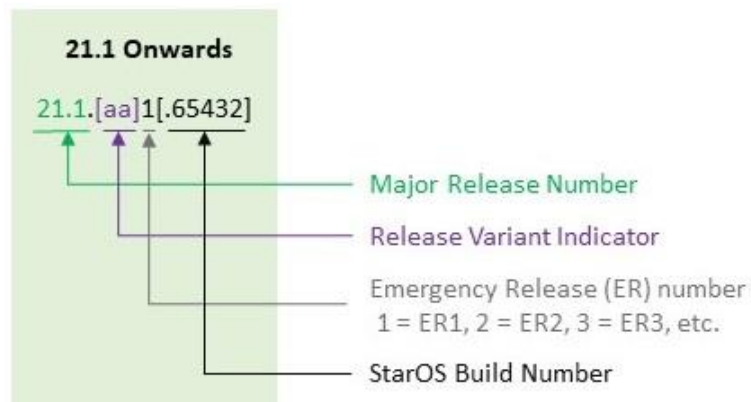 21.1 Onwards
21.1.[aa]1[.65432]
Major Release Number
Release Variant Indicator
Emergency Release (ER) number
1 = ER1, 2 = ER2, 3 = ER3, etc.
StarOS Build Number